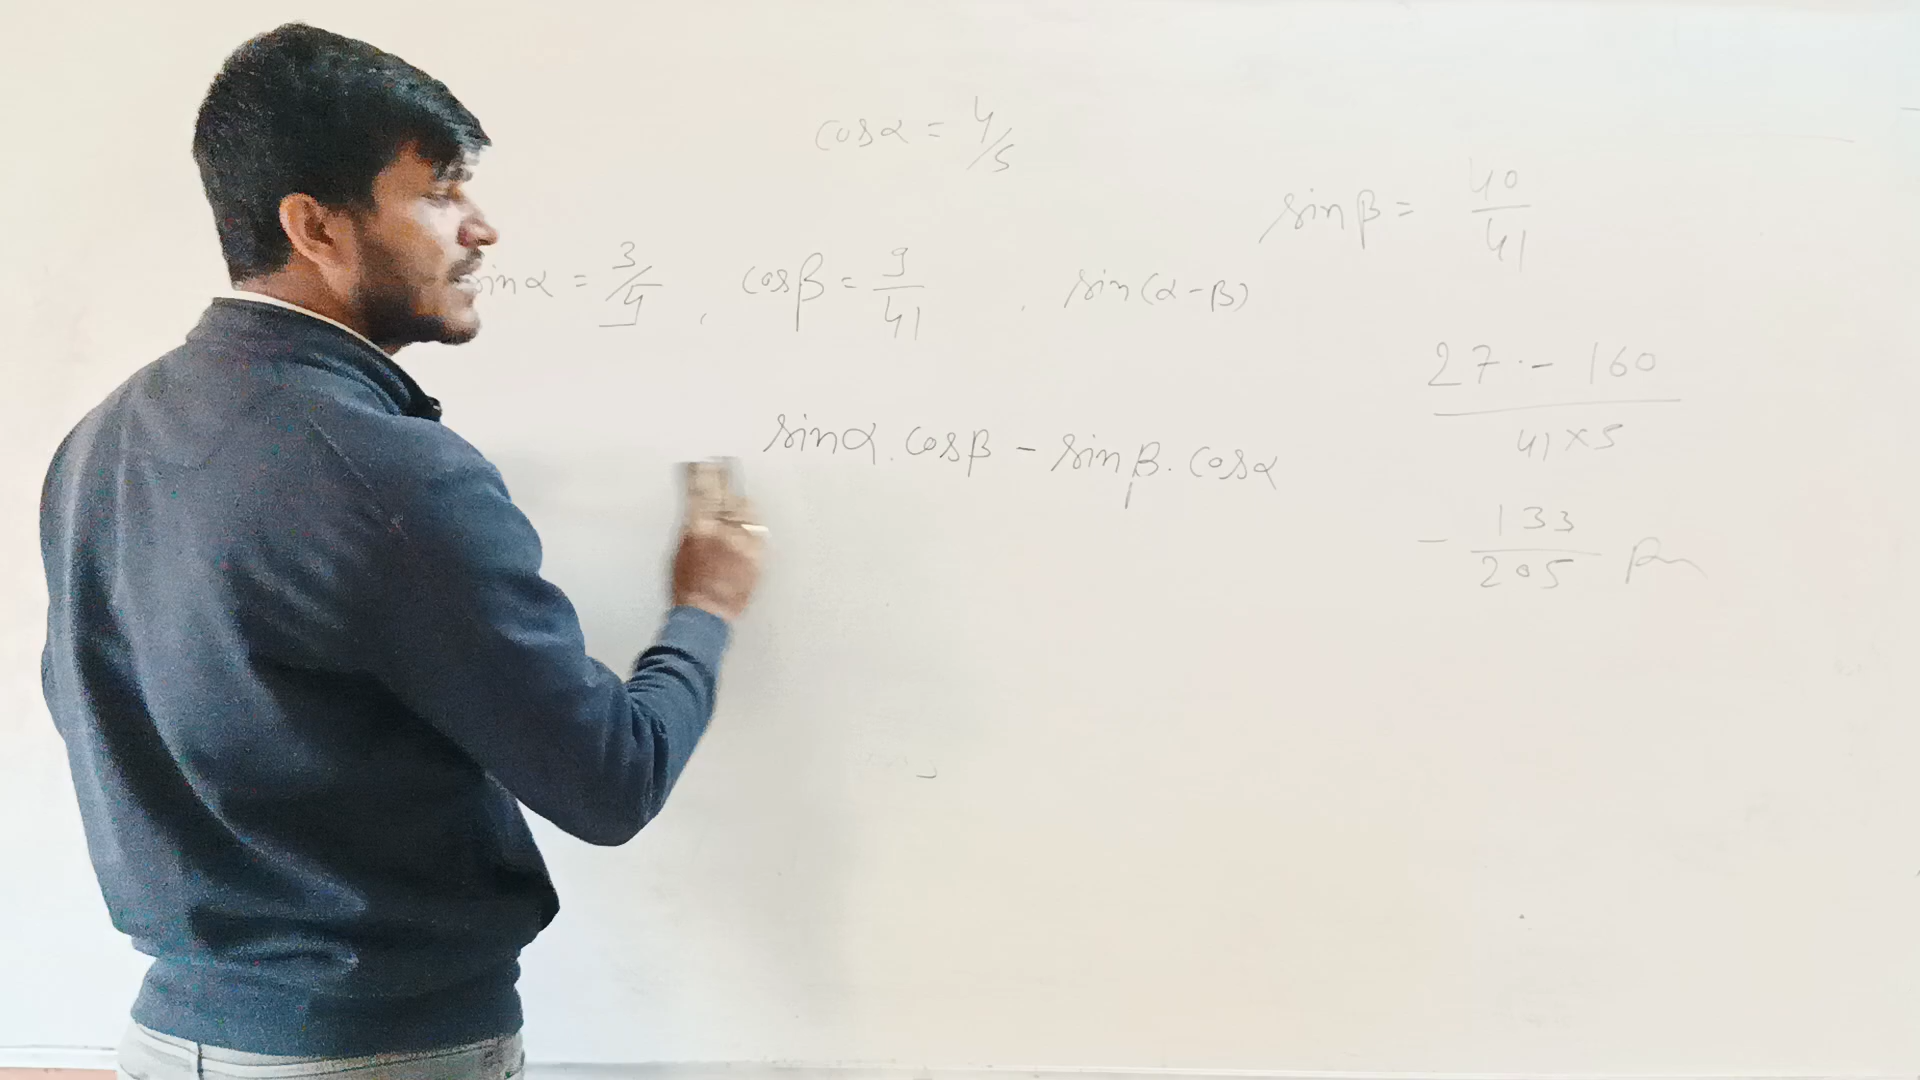 cosα = 4/5
sinβ = 40/41
sinα = 3/5 , cosβ = 9/41 , sin(α-β)
27 - 160 / 41×5
sinα . cosβ - sinβ . cosα
- 133/205